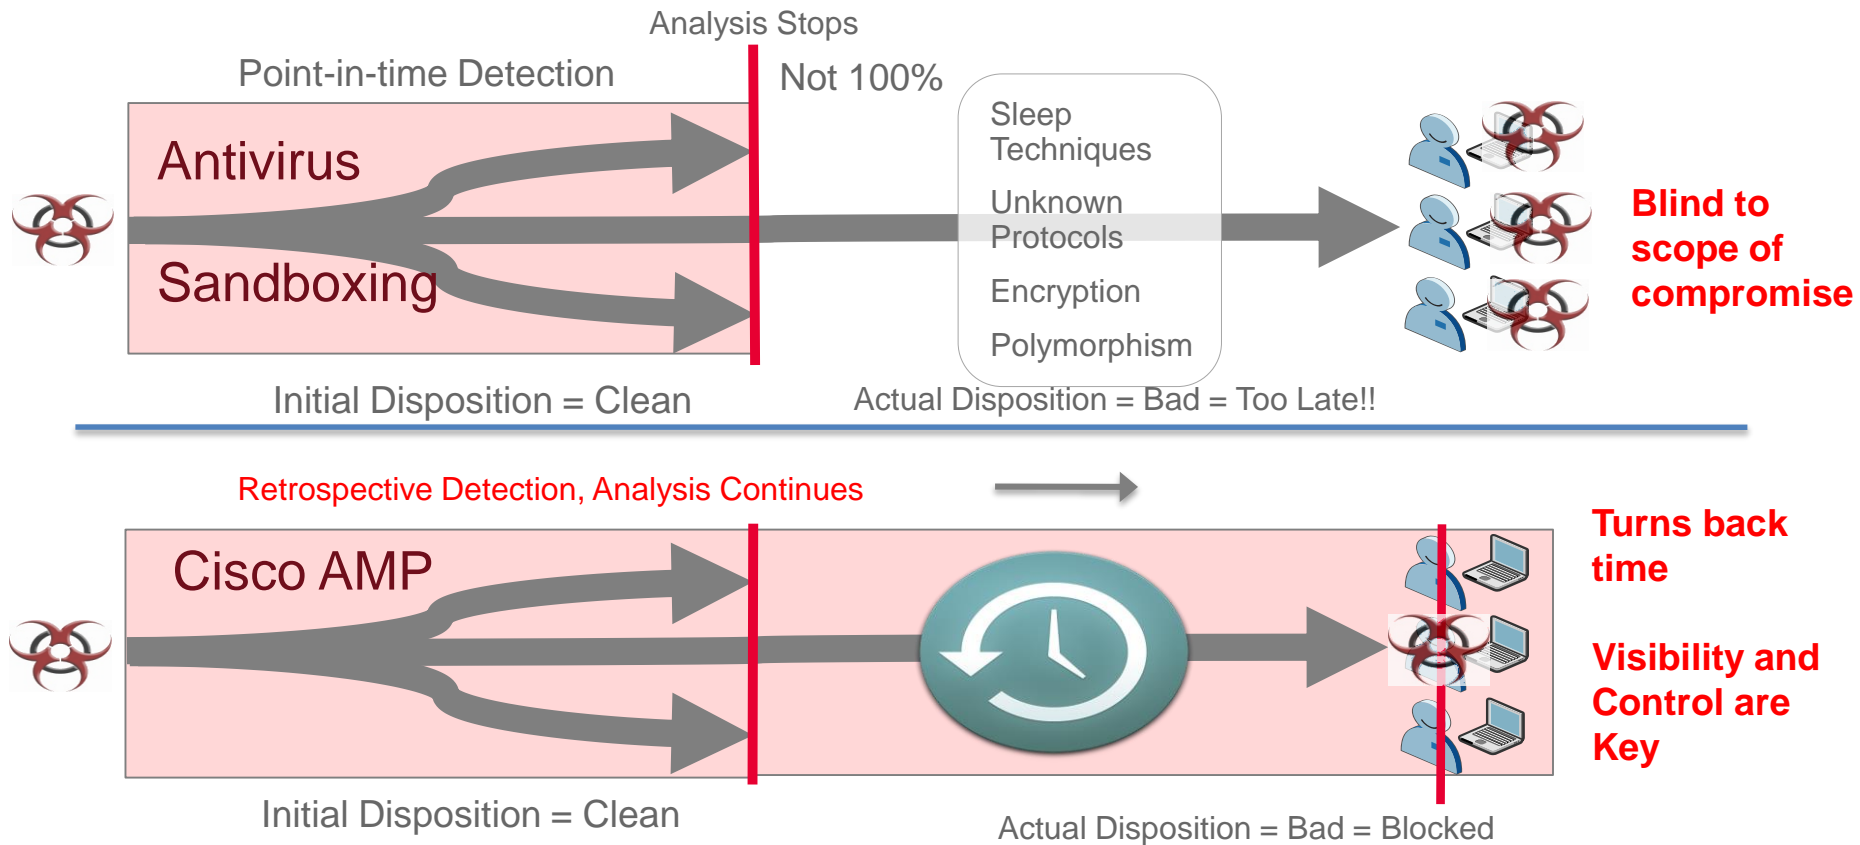 Analysis Stops
Point-in-time Detection
Not 100%
Antivirus
Sandboxing
Sleep
Techniques
Unknown
Protocols
Encryption
Polymorphism
Blind to
scope of
compromise
Initial Disposition = Clean
Actual Disposition = Bad = Too Late!!
Retrospective Detection, Analysis Continues
Cisco AMP
Turns back
time
Visibility and
Control are
Key
Initial Disposition = Clean
Actual Disposition = Bad = Blocked